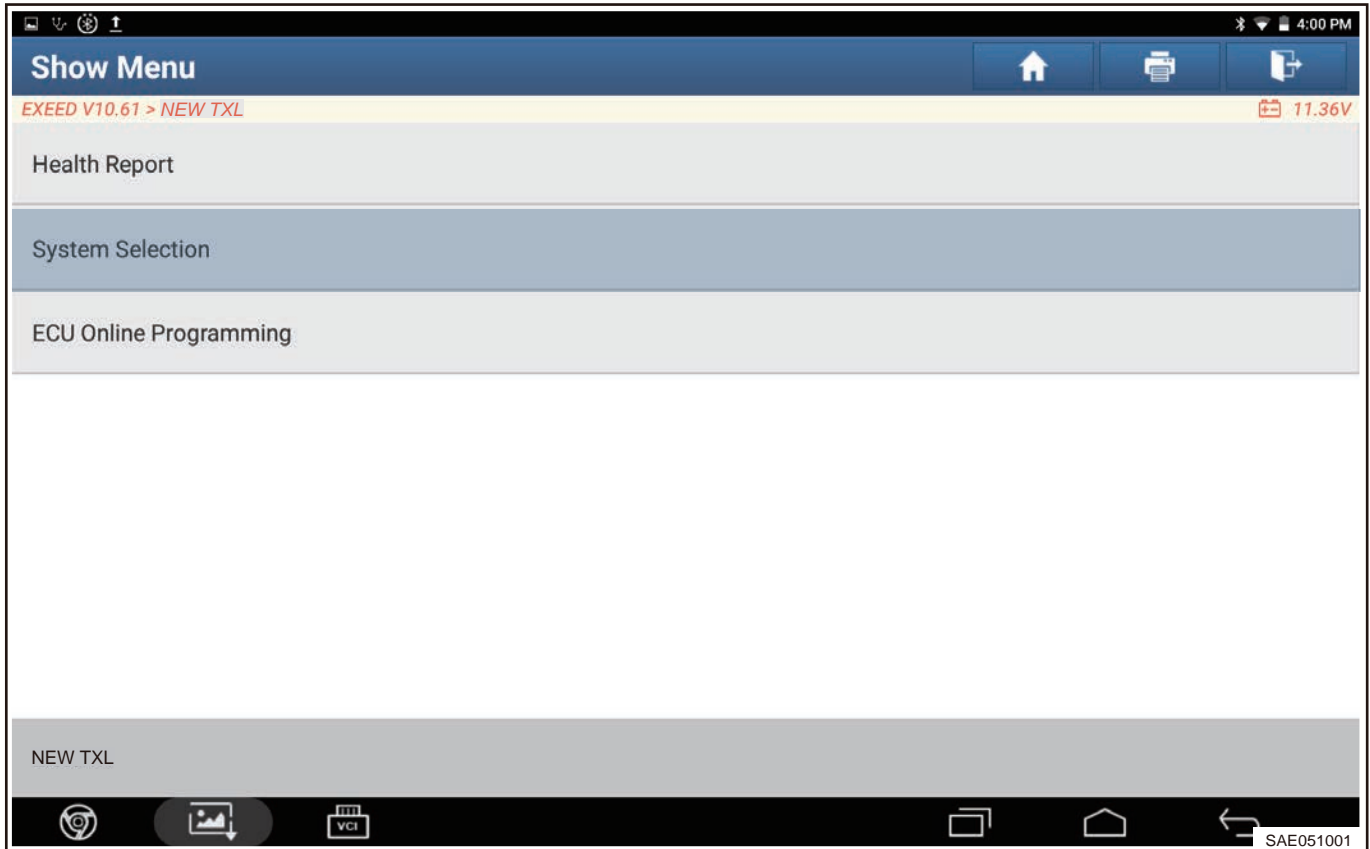 4:00 PM
Show Menu
EXEED V10.61 > NEW TXL
11.36V
Health Report
System Selection
ECU Online Programming
NEW TXL
VCI
SAE051001